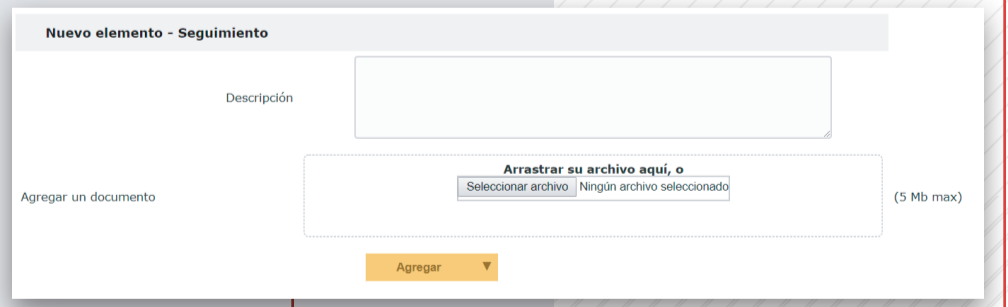 Nuevo elemento - Seguimiento
Descripción
Arrastrar su archivo aquí, o
Seleccionar archivo Ningún archivo seleccionado
Agregar un documento
(5 Mb max)
Agregar ▼